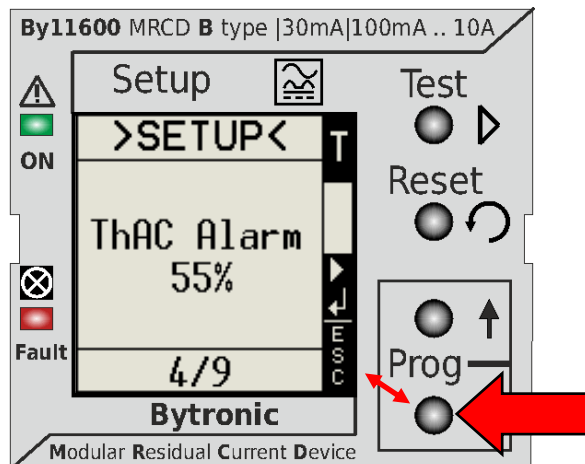 By11600 MRCD B type |30mA|100mA .. 10A
Setup
Test
ON
>SETUP<
T
Reset
ThAC Alarm
55%
ESC
Fault
Prog
4/9
Bytronic
Modular Residual Current Device